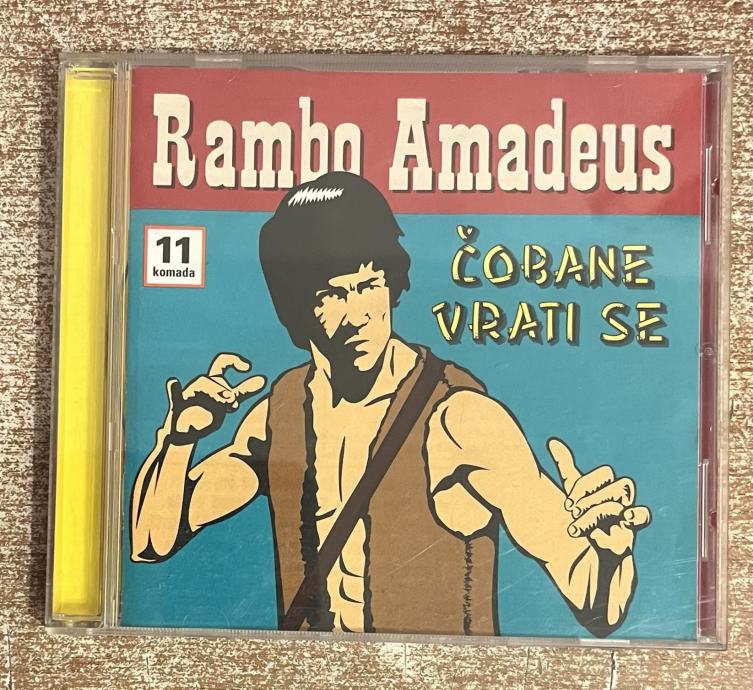 Rambo Amadeus
11
komada
ČOBANE
VRATI SE